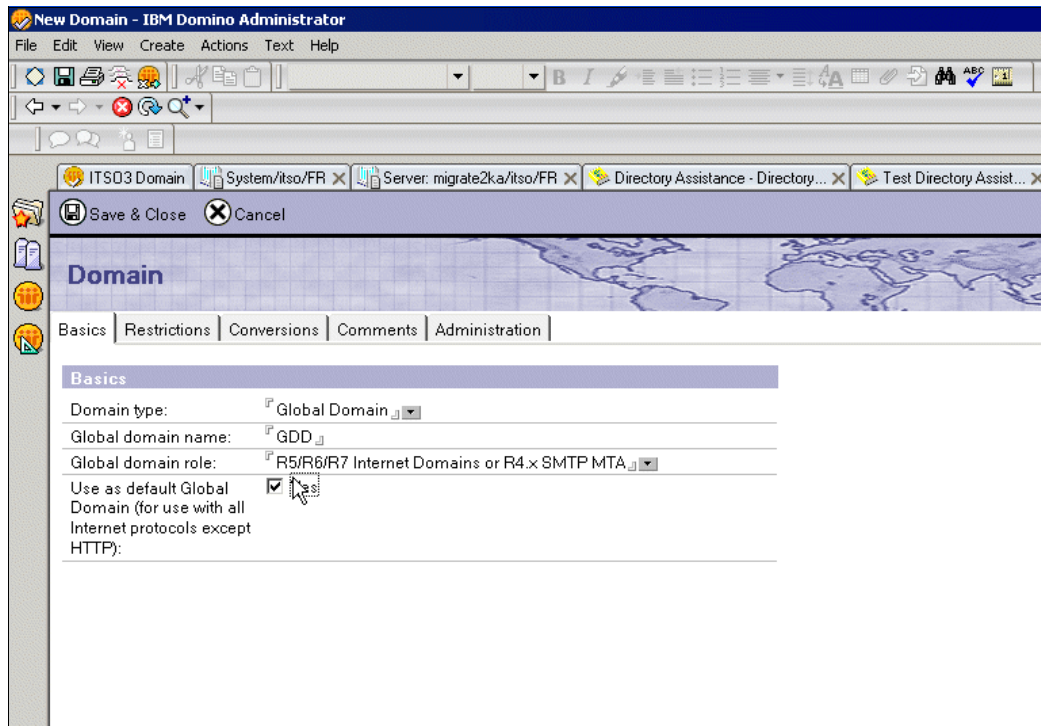 New Domain - IBM Domino Administrator
File Edit View Create Actions Text Help
B I A ABC
ITSO3 Domain System/itso/FR Server: migrate2ka/itso/FR Directory Assistance - Directory... Test Directory Assist...
Save & Close Cancel
Domain
Basics Restrictions Conversions Comments Administration
Basics
Domain type: Global Domain
Global domain name: GDD
Global domain role: R5/R6/R7 Internet Domains or R4.x SMTP MTA
Use as default Global Yes
Domain (for use with all
Internet protocols except
HTTP):